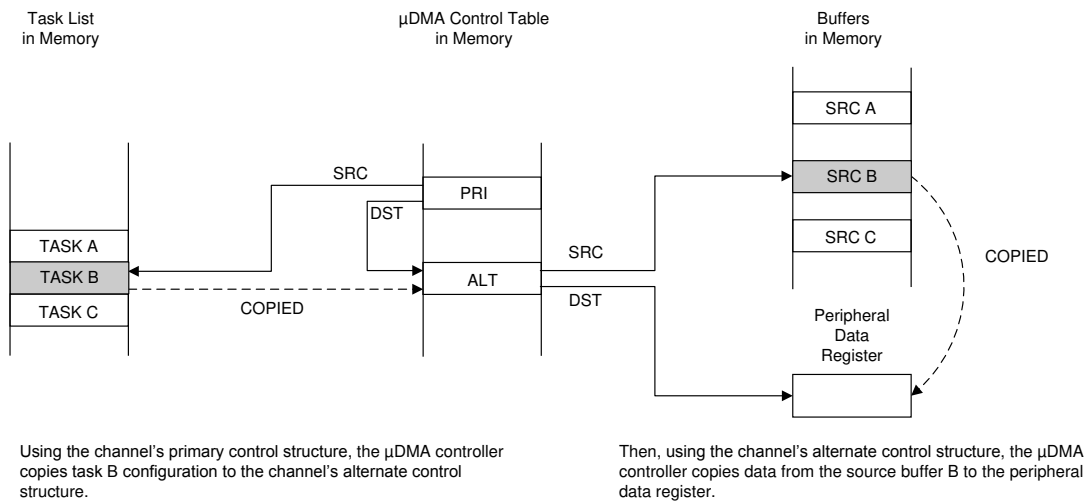 Task List
in Memory
µDMA Control Table
in Memory
Buffers
in Memory
SRC A
SRC
PRI
SRC B
DST
TASK A
SRC C
SRC
TASK B
ALT
COPIED
TASK C
COPIED
DST
Peripheral
Data
Register
Using the channel's primary control structure, the µDMA controller
copies task B configuration to the channel's alternate control
structure.
Then, using the channel's alternate control structure, the µDMA
controller copies data from the source buffer B to the peripheral
data register.